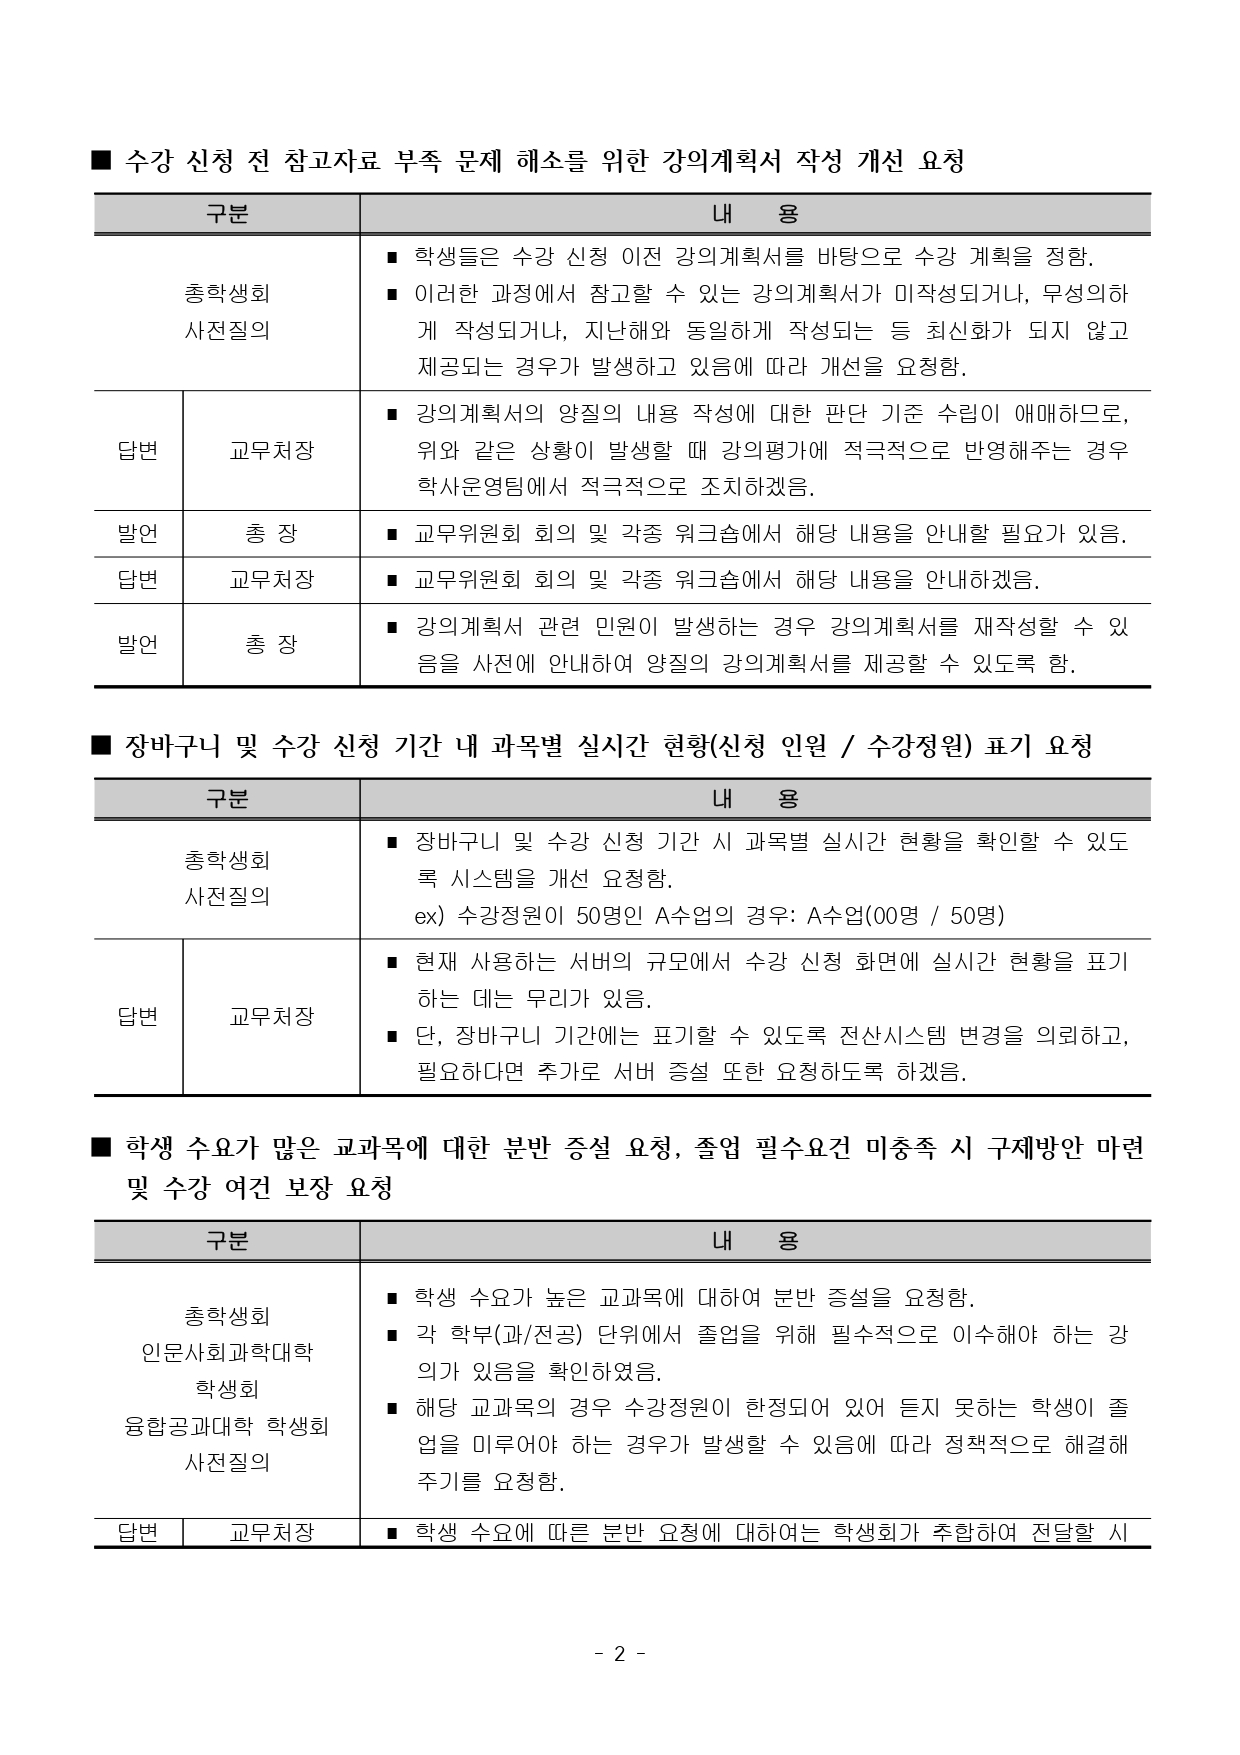 ■ 수강 신청 전 참고자료 부족 문제 해소를 위한 강의계획서 작성 개선 요청
구분 내 용
총학생회
사전질의
■ 학생들은 수강 신청 이전 강의계획서를 바탕으로 수강 계획을 정함.
■ 이러한 과정에서 참고할 수 있는 강의계획서가 미작성되거나, 무성의하
게 작성되거나, 지난해와 동일하게 작성되는 등 최신화가 되지 않고
제공되는 경우가 발생하고 있음에 따라 개선을 요청함.
답변 교무처장
■ 강의계획서의 양질의 내용 작성에 대한 판단 기준 수립이 애매하므로,
위와 같은 상황이 발생할 때 강의평가에 적극적으로 반영해주는 경우
학사운영팀에서 적극적으로 조치하겠음.
발언 총 장 ■ 교무위원회 회의 및 각종 워크숍에서 해당 내용을 안내할 필요가 있음.
답변 교무처장 ■ 교무위원회 회의 및 각종 워크숍에서 해당 내용을 안내하겠음.
발언 총 장
■ 강의계획서 관련 민원이 발생하는 경우 강의계획서를 재작성할 수 있
음을 사전에 안내하여 양질의 강의계획서를 제공할 수 있도록 함.
■ 장바구니 및 수강 신청 기간 내 과목별 실시간 현황(신청 인원 / 수강정원) 표기 요청
구분 내 용
총학생회
사전질의
■ 장바구니 및 수강 신청 기간 시 과목별 실시간 현황을 확인할 수 있도
록 시스템을 개선 요청함.
ex) 수강정원이 50명인 A수업의 경우: A수업(00명 / 50명)
답변 교무처장
■ 현재 사용하는 서버의 규모에서 수강 신청 화면에 실시간 현황을 표기
하는 데는 무리가 있음.
■ 단, 장바구니 기간에는 표기할 수 있도록 전산시스템 변경을 의뢰하고,
필요하다면 추가로 서버 증설 또한 요청하도록 하겠음.
■ 학생 수요가 많은 교과목에 대한 분반 증설 요청, 졸업 필수요건 미충족 시 구제방안 마련
및 수강 여건 보장 요청
구분 내 용
총학생회
인문사회과학대학
학생회
융합공과대학 학생회
사전질의
■ 학생 수요가 높은 교과목에 대하여 분반 증설을 요청함.
■ 각 학부(과/전공) 단위에서 졸업을 위해 필수적으로 이수해야 하는 강
의가 있음을 확인하였음.
■ 해당 교과목의 경우 수강정원이 한정되어 있어 듣지 못하는 학생이 졸
업을 미루어야 하는 경우가 발생할 수 있음에 따라 정책적으로 해결해
주기를 요청함.
답변 교무처장 ■ 학생 수요에 따른 분반 요청에 대하여는 학생회가 추합하여 전달할 시
- 2 -